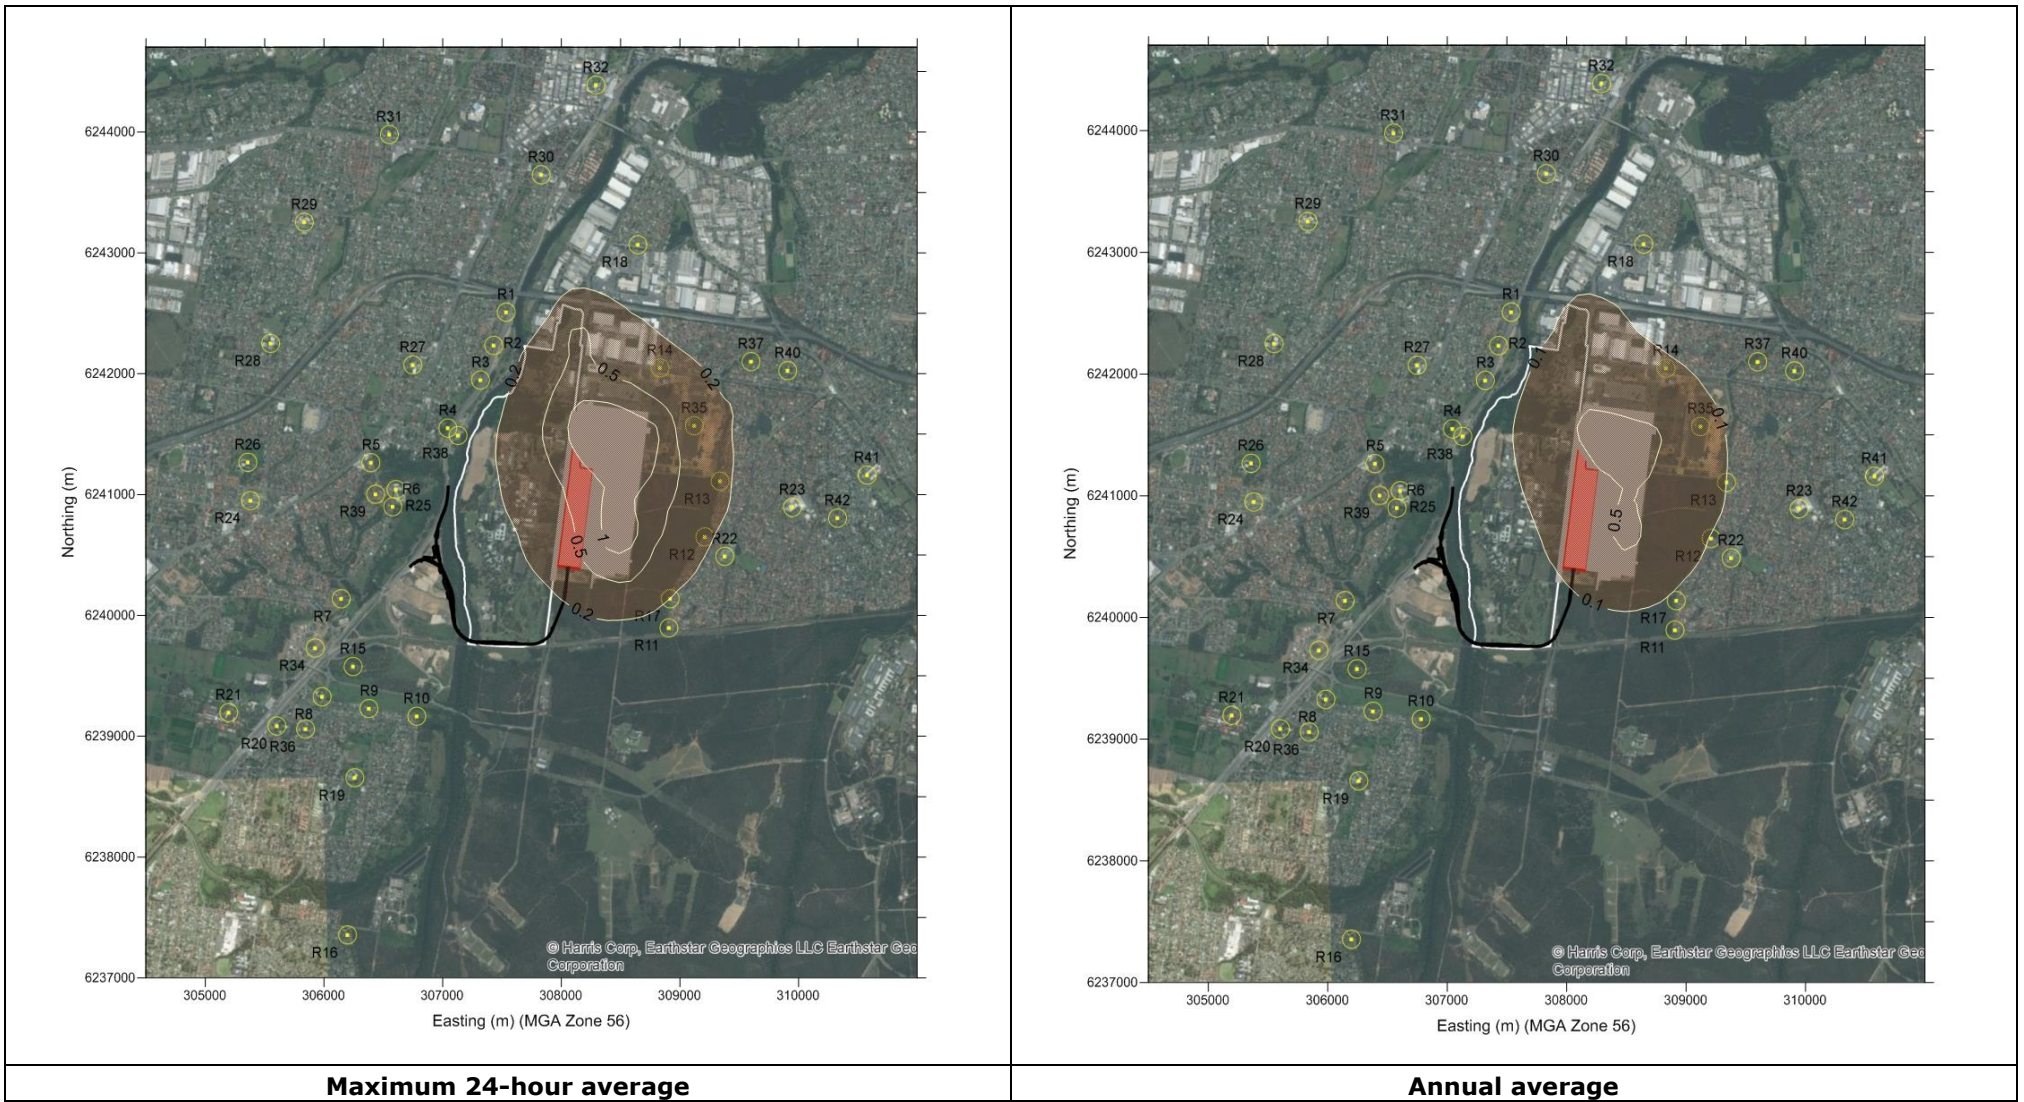 R32
R31
6244000
R30
R29
6243000
R18
R1
R28
R27
R2
R3
R14
R37
R40
6242000
0.5
0.2
0.2
R4
R35
R26
R5
R38
R41
6241000
R6
R13
R23
R42
R24
R39
R25
R12
R22
0.5
1
0.2
6240000
R7
R17
R11
R34
R15
R21
R9
R10
R8
6239000
R20
R36
R19
6238000
R16
© Harris Corp, Earthstar Geographics LLC Earthstar Geo
Corporation
6237000
305000 306000 307000 308000 309000 310000
Easting (m) (MGA Zone 56)
Northing (m)
Maximum 24-hour average
R32
R31
6244000
R30
R29
6243000
R18
R1
R28
R27
R2
R3
R14
R37
R40
6242000
0.1
0.1
R4
R35
R26
R5
R38
R41
6241000
R6
R13
R23
R42
R24
R39
R25
R12
R22
0.5
0.1
6240000
R7
R17
R11
R34
R15
R21
R9
R10
R8
6239000
R20
R36
R19
6238000
R16
© Harris Corp, Earthstar Geographics LLC Earthstar Geo
Corporation
6237000
305000 306000 307000 308000 309000 310000
Easting (m) (MGA Zone 56)
Northing (m)
Annual average